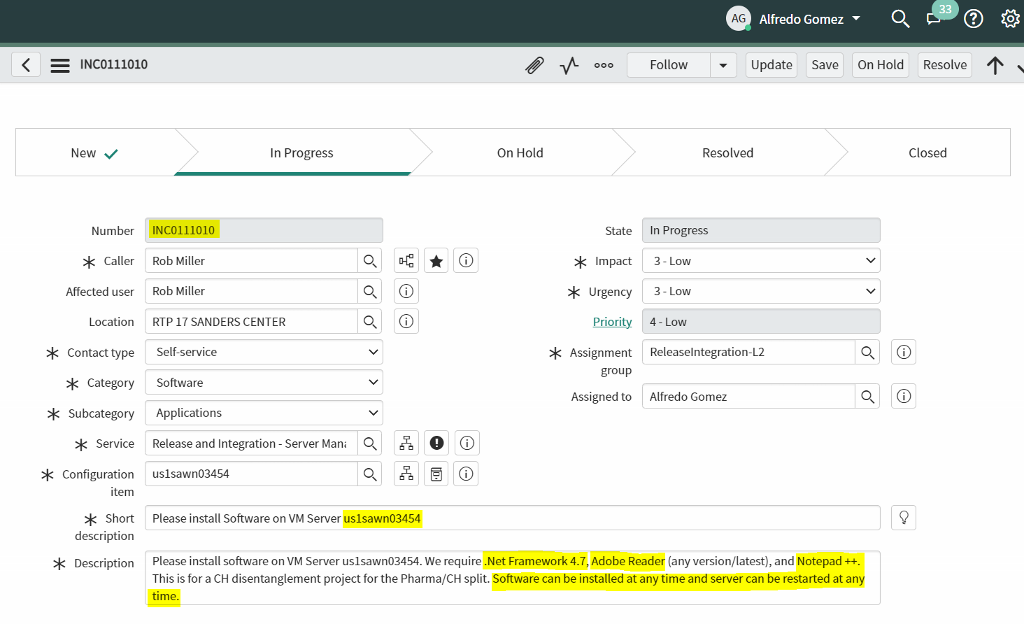 AG Alfredo Gomez 33
INC0111010 Follow Update Save On Hold Resolve
New In Progress On Hold Resolved Closed
Number INC0111010
Caller Rob Miller
Affected user Rob Miller
Location RTP 17 SANDERS CENTER
Contact type Self-service
Category Software
Subcategory Applications
Service Release and Integration - Server Mana
Configuration item us1sawn03454
State In Progress
Impact 3 - Low
Urgency 3 - Low
Priority 4 - Low
Assignment group ReleaseIntegration-L2
Assigned to Alfredo Gomez
Short description Please install Software on VM Server us1sawn03454
Description Please install software on VM Server us1sawn03454. We require .Net Framework 4.7, Adobe Reader (any version/latest), and Notepad ++.
This is for a CH disentanglement project for the Pharma/CH split. Software can be installed at any time and server can be restarted at any
time.